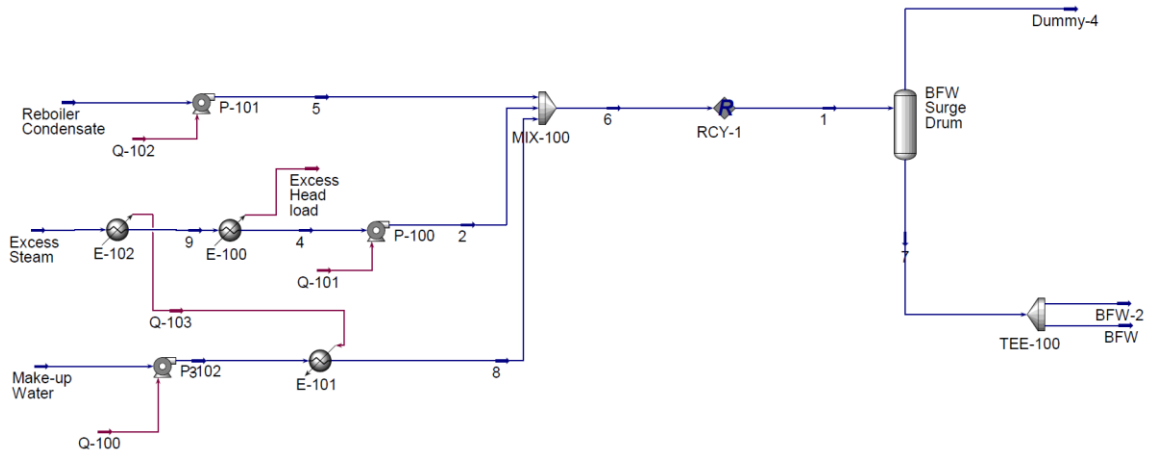 Dummy-4
BFW
Surge
Drum
Reboiler
Condensate
P-101
5
Q-102
MIX-100
6
R
RCY-1
1
Excess
Head
load
Excess
Steam
E-102
9
E-100
4
P-100
2
Q-101
7
Q-103
BFW-2
BFW
TEE-100
Make-up
Water
P-102
3
E-101
8
Q-100